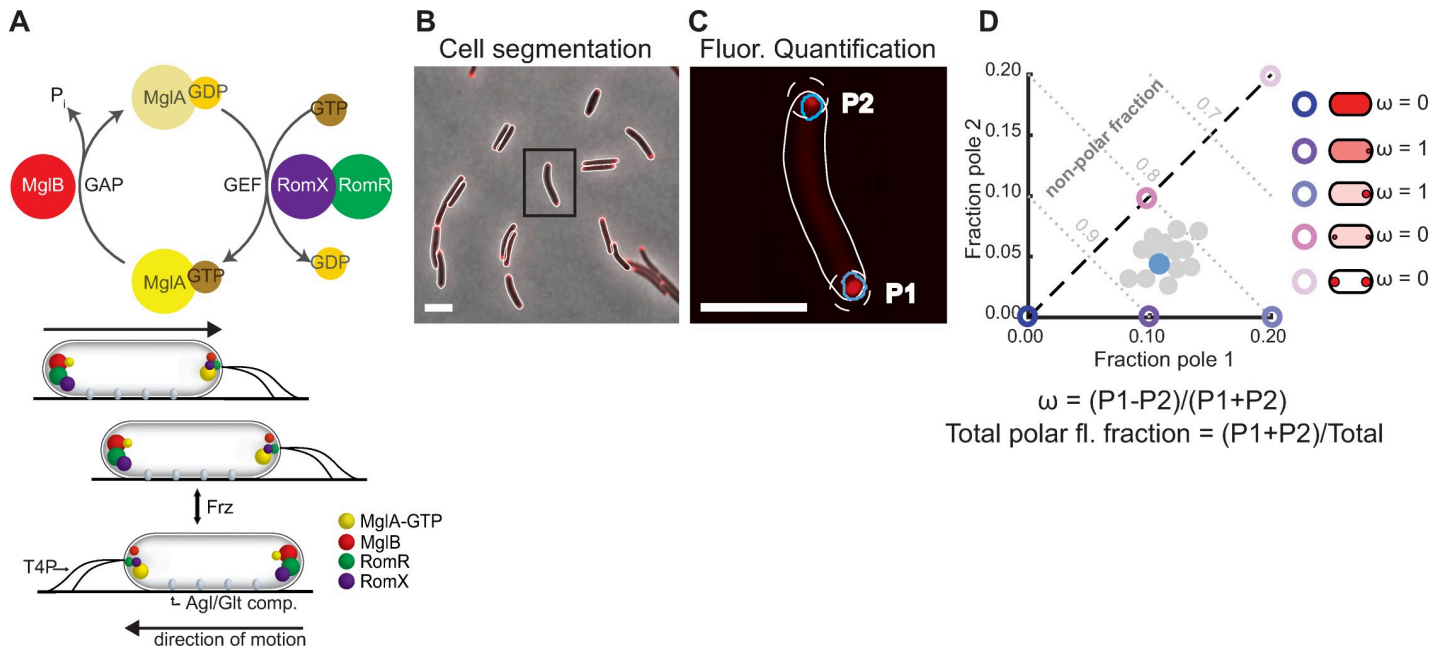 A
MglA
GDP
P i
GTP
MglB
GAP
GEF
RomX
RomR
MglA
GTP
GDP
Frz
T4P
MglA-GTP
MglB
RomR
RomX
Agl/Glt comp.
direction of motion
B
Cell segmentation
C
Fluor. Quantification
P2
P1
D
Fraction pole 2
0.20
0.15
0.10
0.05
0.00
non-polar fraction
0.7
0.8
0.9
0.00
0.10
0.20
Fraction pole 1
ω = 0
ω = 1
ω = 1
ω = 0
ω = 0
ω = (P1-P2)/(P1+P2)
Total polar fl. fraction = (P1+P2)/Total